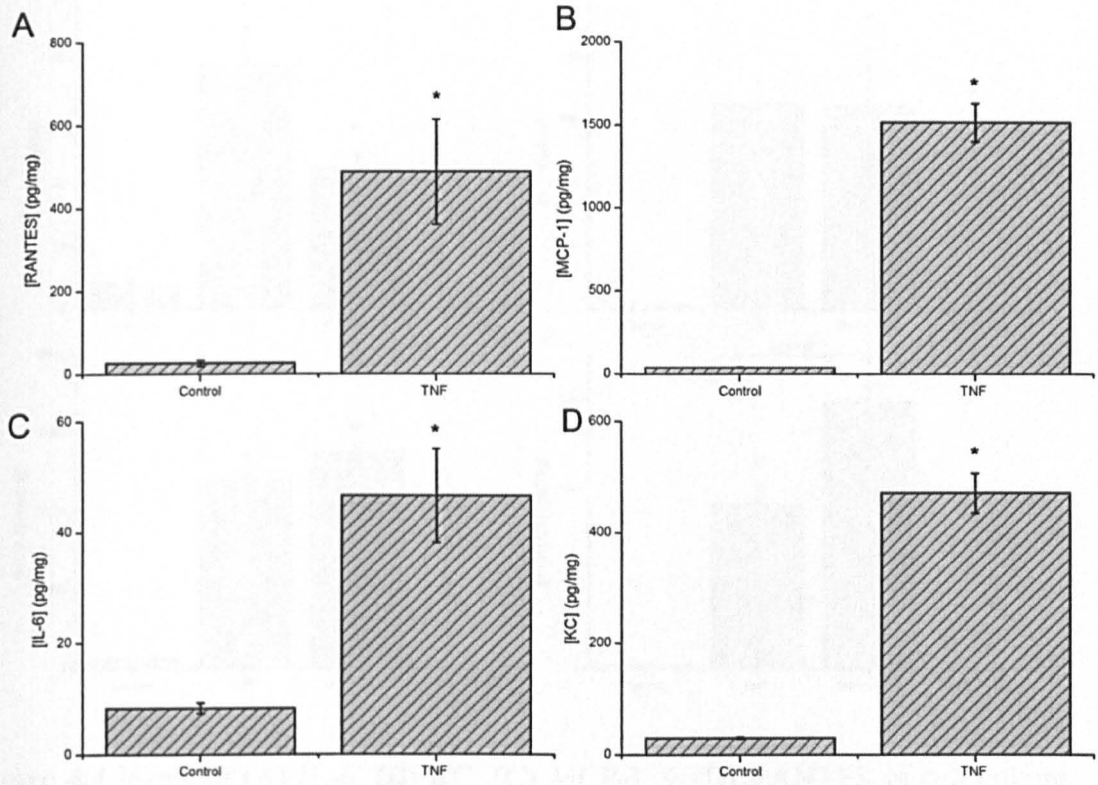 A
800
600
400
200
0
[RANTES] (pg/mg)
*
Control
TNF
B
2000
1500
1000
500
0
[MCP-1] (pg/mg)
*
Control
TNF
C
60
40
20
0
[IL-6] (pg/mg)
*
Control
TNF
D
600
400
200
0
[KC] (pg/mg)
*
Control
TNF